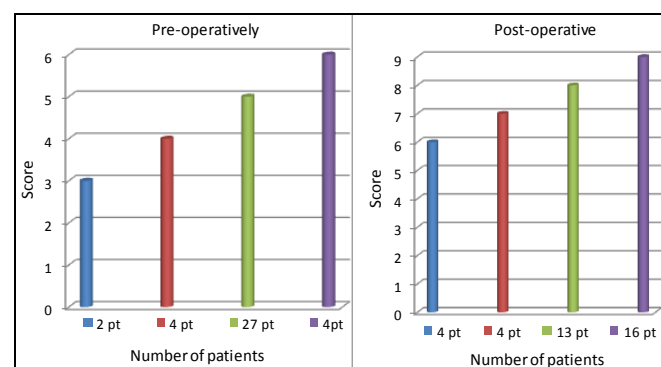 Pre-operatively
6
5
4
3
2
1
0
Score
2 pt 4 pt 27 pt 4pt
Number of patients
Post-operative
9
8
7
6
5
4
3
2
1
0
Score
4 pt 4 pt 13 pt 16 pt
Number of patients